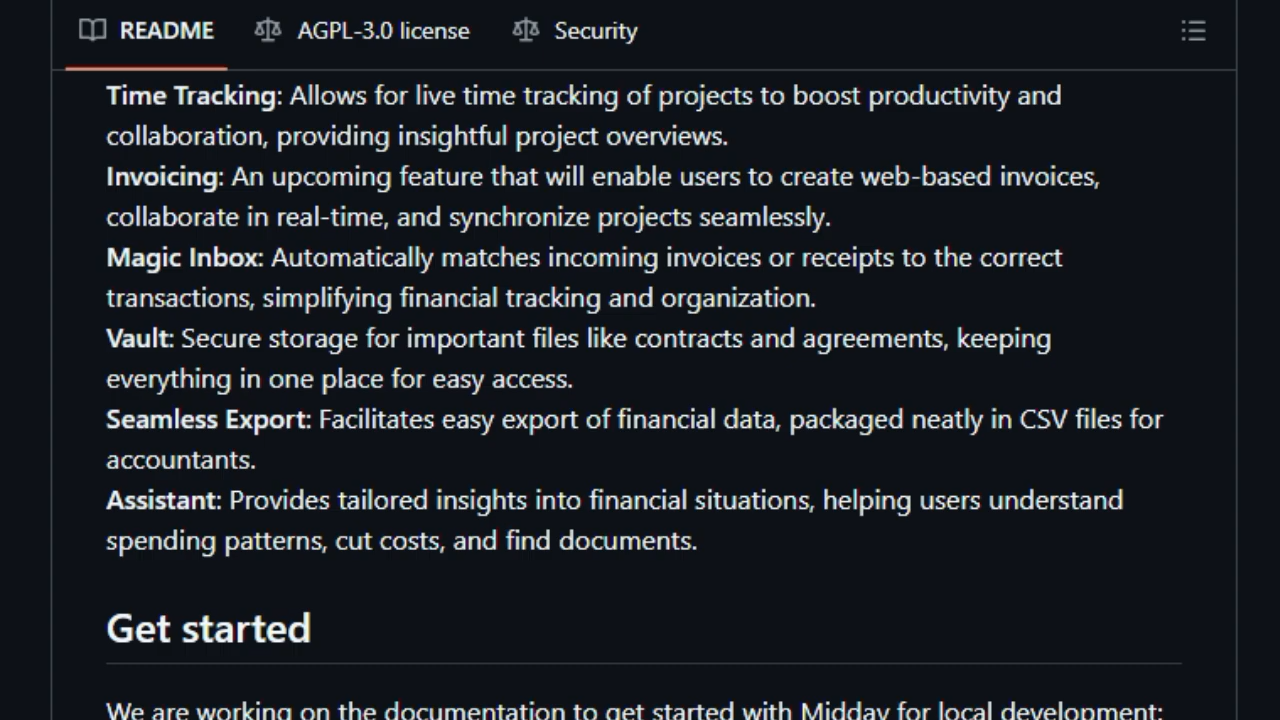 README AGPL-3.0 license Security
Time Tracking: Allows for live time tracking of projects to boost productivity and
collaboration, providing insightful project overviews.
Invoicing: An upcoming feature that will enable users to create web-based invoices,
collaborate in real-time, and synchronize projects seamlessly.
Magic Inbox: Automatically matches incoming invoices or receipts to the correct
transactions, simplifying financial tracking and organization.
Vault: Secure storage for important files like contracts and agreements, keeping
everything in one place for easy access.
Seamless Export: Facilitates easy export of financial data, packaged neatly in CSV files for
accountants.
Assistant: Provides tailored insights into financial situations, helping users understand
spending patterns, cut costs, and find documents.
Get started
We are working on the documentation to get started with Midday for local development: